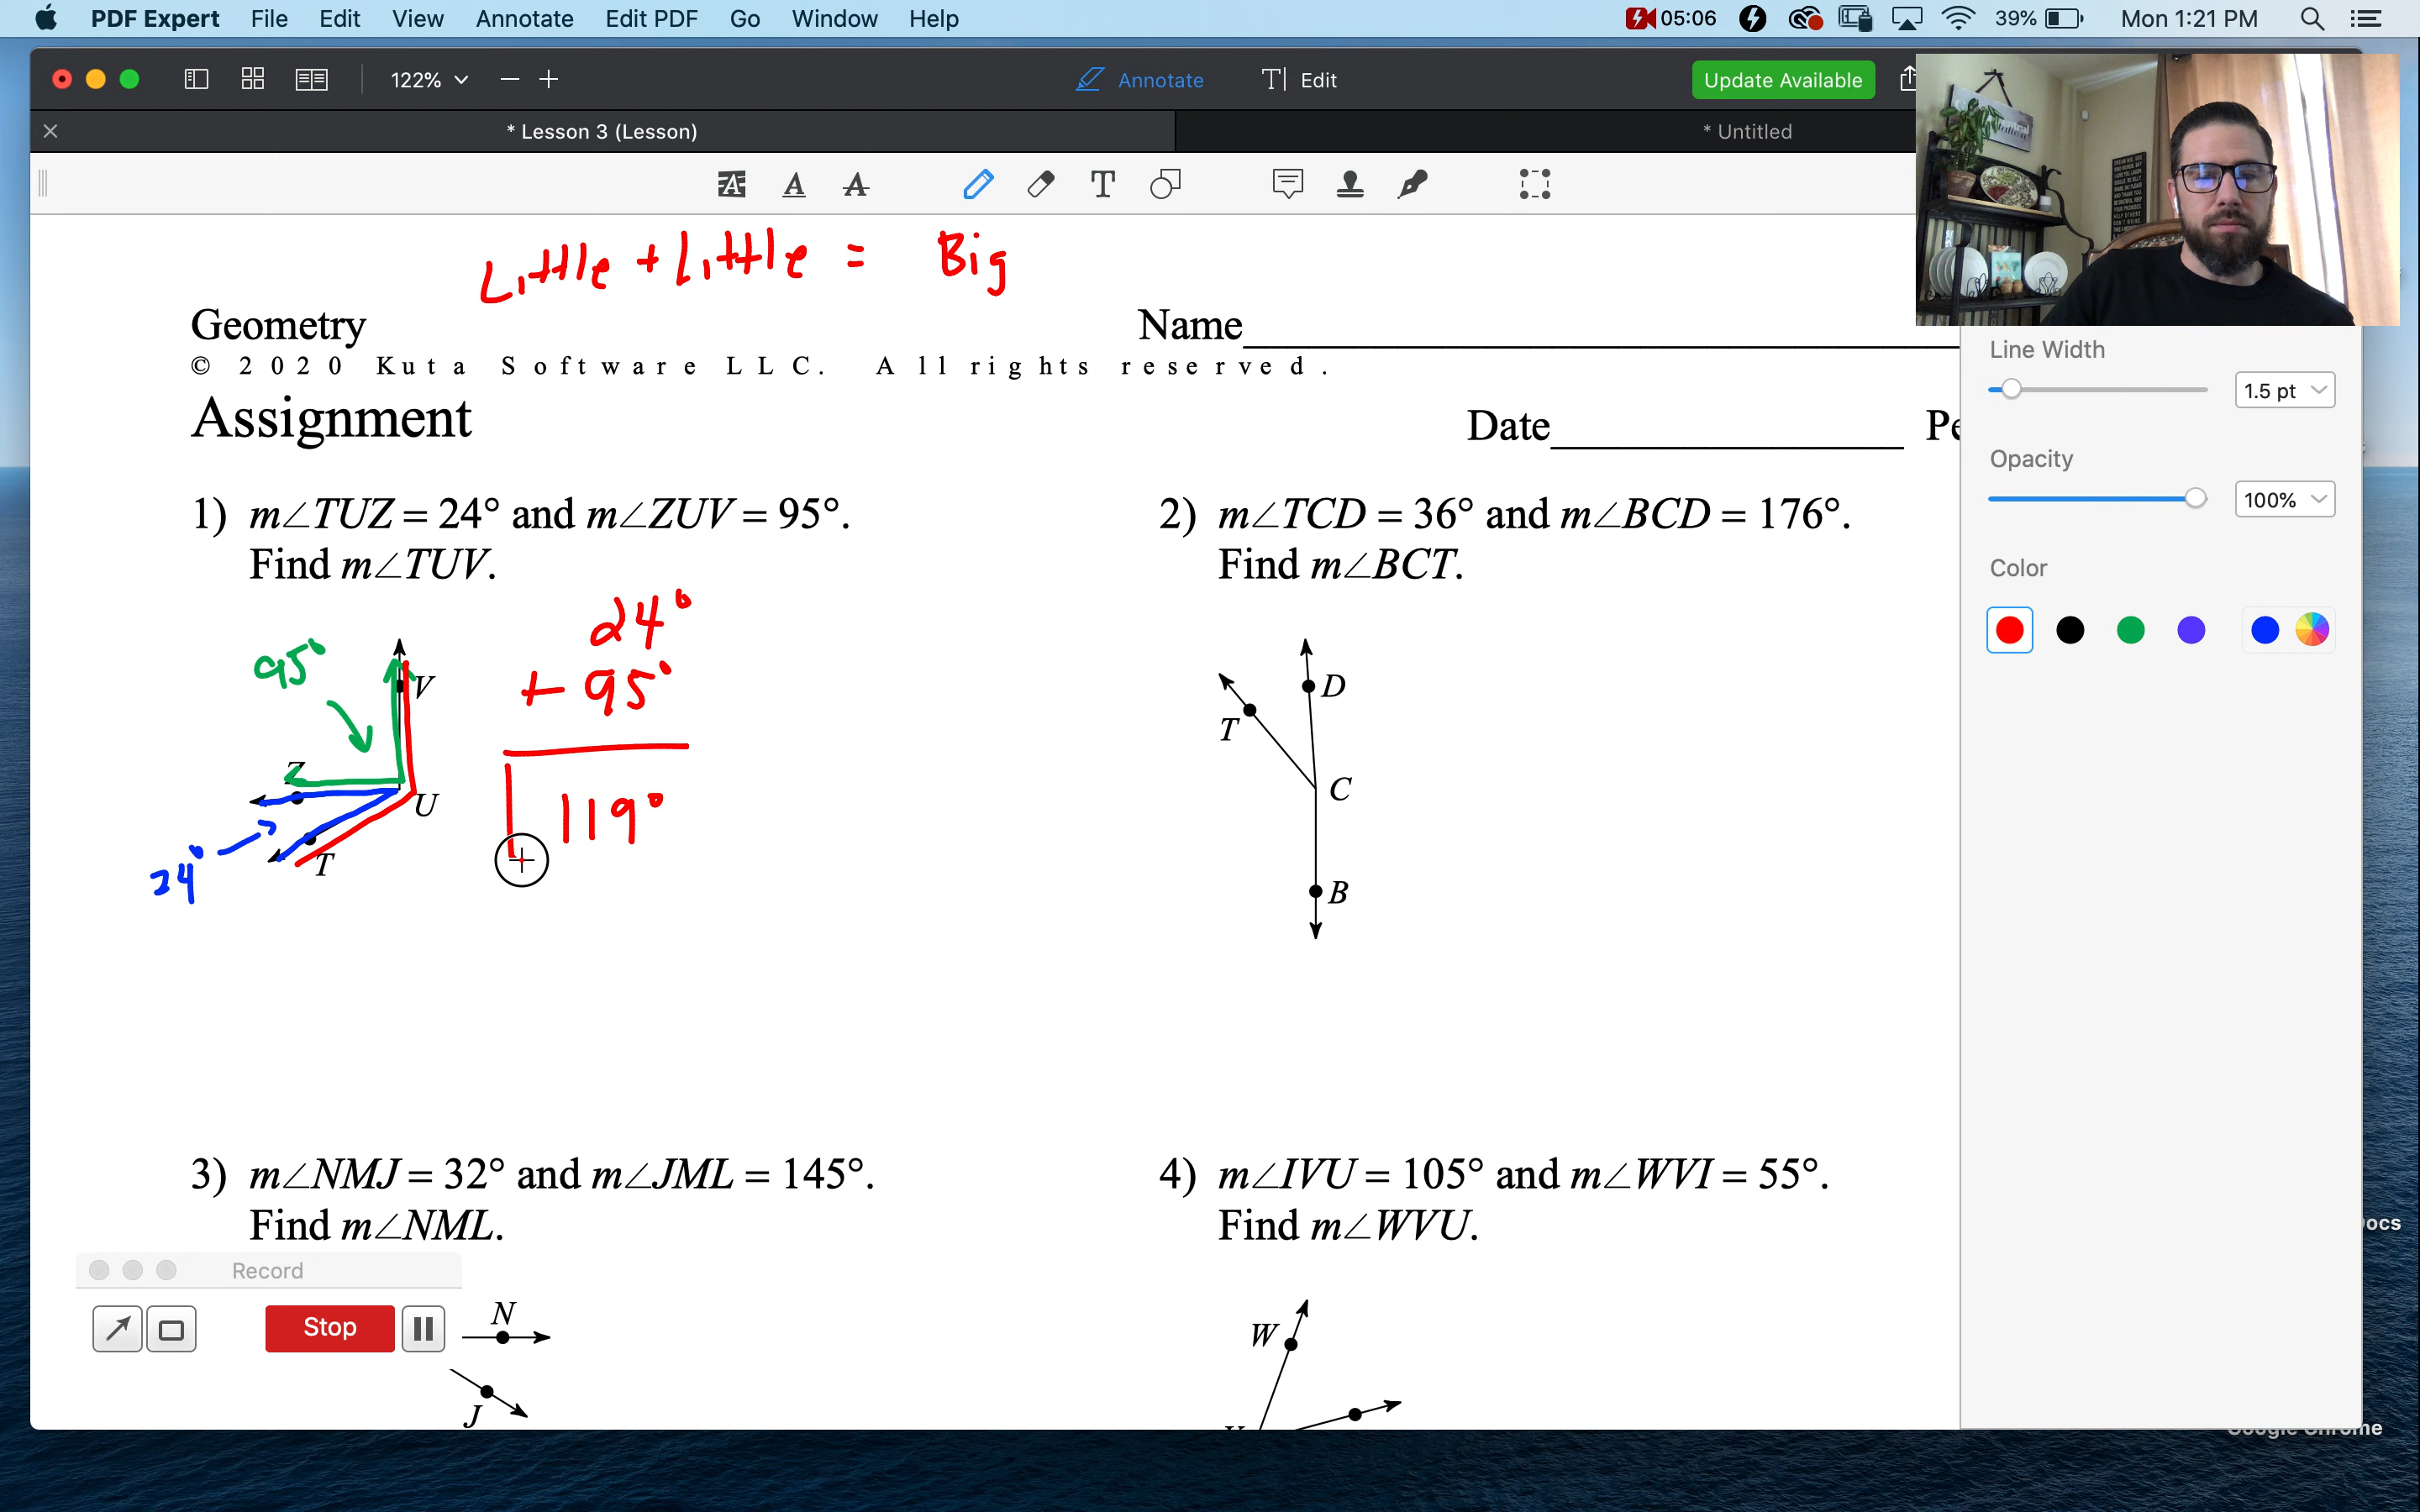 PDF Expert File Edit View Annotate Edit PDF Go Window Help 05:06 39% Mon 1:21 PM
122% Annotate Edit Update Available
* Lesson 3 (Lesson) * Untitled
Little + Little = Big
Geometry Name
© 2020 Kuta Software LLC. All rights reserved.
Assignment Date Pe
1) m∠TUZ = 24° and m∠ZUV = 95°.
Find m∠TUV.
2) m∠TCD = 36° and m∠BCD = 176°.
Find m∠BCT.
95°
V
Z
U
T
24°
24°
+ 95°
119°
D
T
C
B
3) m∠NMJ = 32° and m∠JML = 145°.
Find m∠NML.
4) m∠IVU = 105° and m∠WVI = 55°.
Find m∠WVU.
Record
Stop
N
J
W
Line Width
1.5 pt
Opacity
100%
Color
Docs
Google Chrome